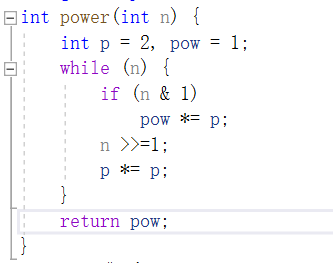 int power(int n) {
    int p = 2, pow = 1;
    while (n) {
        if (n & 1)
            pow *= p;
        n >>=1;
        p *= p;
    }
    return pow;
}